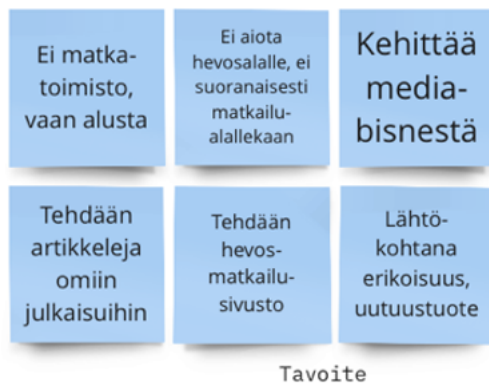 Ei matka-
toimisto,
vaan alusta
Ei aiota
hevosalalle, ei
suoranaisesti
matkailu-
alallekaan
Kehittää
media-
bisnestä
Tehdään
artikkeleja
omiin
julkaisuihin
Tehdään
hevos-
matkailu-
sivusto
Lähtö-
kohtana
erikoisuus,
uutuustuote
Tavoite